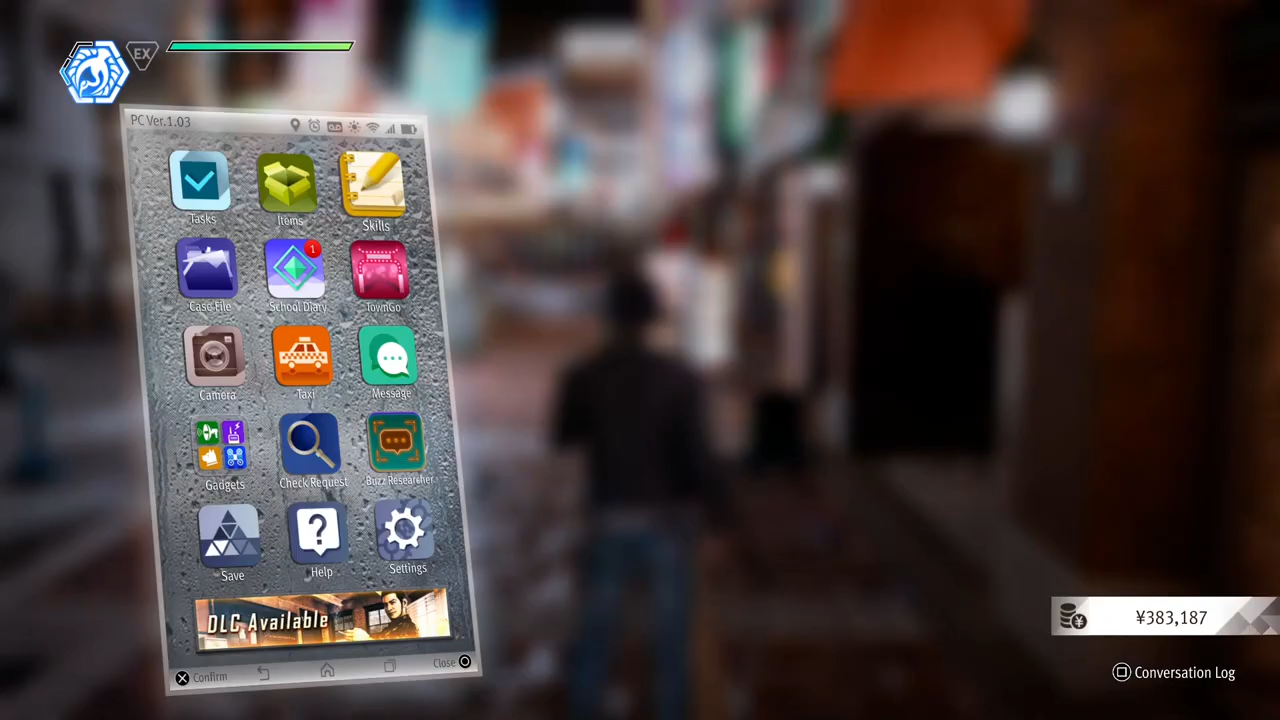 EX
PC Ver.1.03
Tasks
Items
Skills
Case File
1
School Diary
TownGo
Camera
Taxi
Message
Gadgets
Check Request
Buzz Researcher
Save
?
Help
Settings
DLC Available
Confirm
Close
¥
¥383,187
Conversation Log